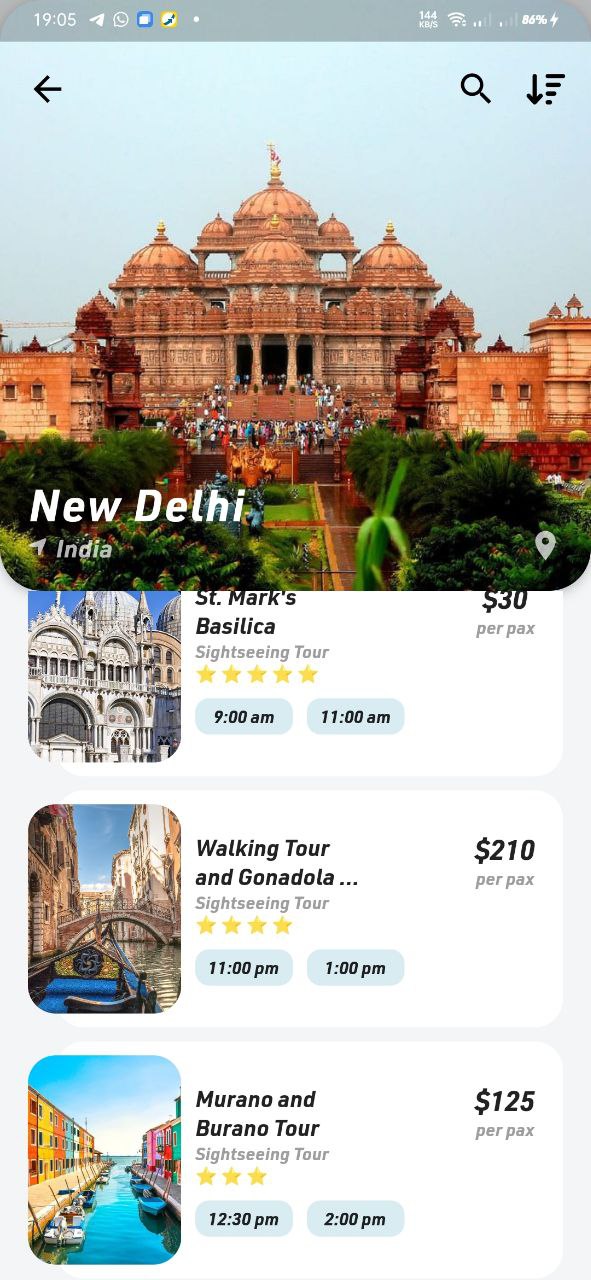 19:05
144
KB/S
86%
New Delhi
India
St. Mark's
Basilica
$30
per pax
Sightseeing Tour
9:00 am
11:00 am
Walking Tour
and Gonadola ...
$210
per pax
Sightseeing Tour
11:00 pm
1:00 pm
Murano and
Burano Tour
$125
per pax
Sightseeing Tour
12:30 pm
2:00 pm